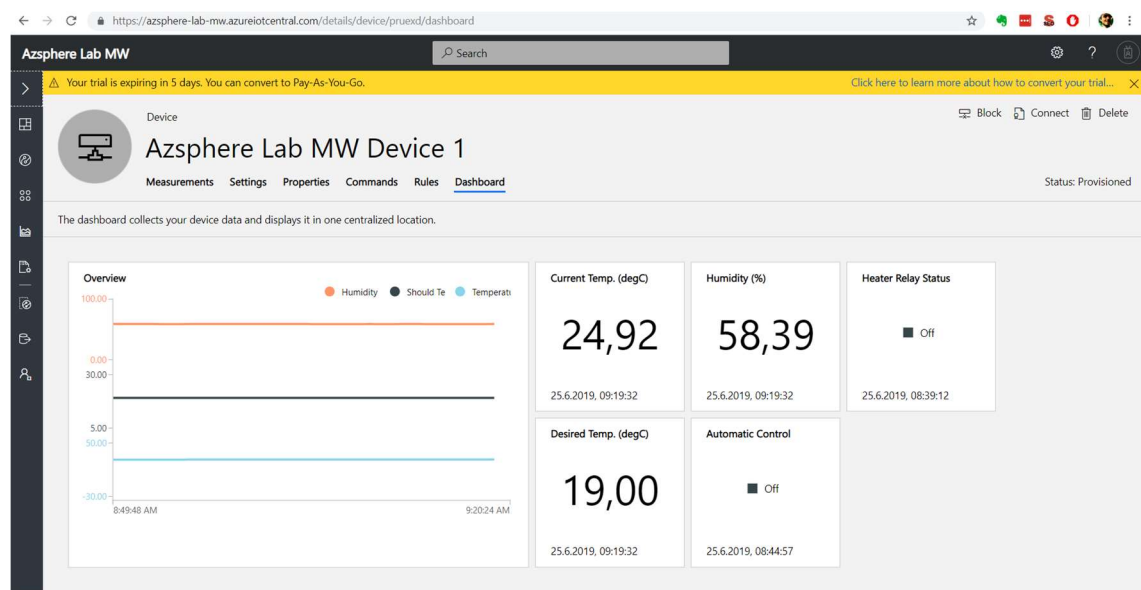 https://azsphere-lab-mw.azureiotcentral.com/details/device/pruexd/dashboard
Azsphere Lab MW
Search
?
Your trial is expiring in 5 days. You can convert to Pay-As-You-Go.
Click here to learn more about how to convert your trial...
Device
Block Connect Delete
Azsphere Lab MW Device 1
Measurements Settings Properties Commands Rules Dashboard
Status: Provisioned
The dashboard collects your device data and displays it in one centralized location.
Overview
Humidity Should Te Temperatu
100.00
0.00
30.00
5.00
50.00
-30.00
8:49:48 AM
9:20:24 AM
Current Temp. (degC)
24,92
25.6.2019, 09:19:32
Humidity (%)
58,39
25.6.2019, 09:19:32
Heater Relay Status
Off
25.6.2019, 08:39:12
Desired Temp. (degC)
19,00
25.6.2019, 09:19:32
Automatic Control
Off
25.6.2019, 08:44:57